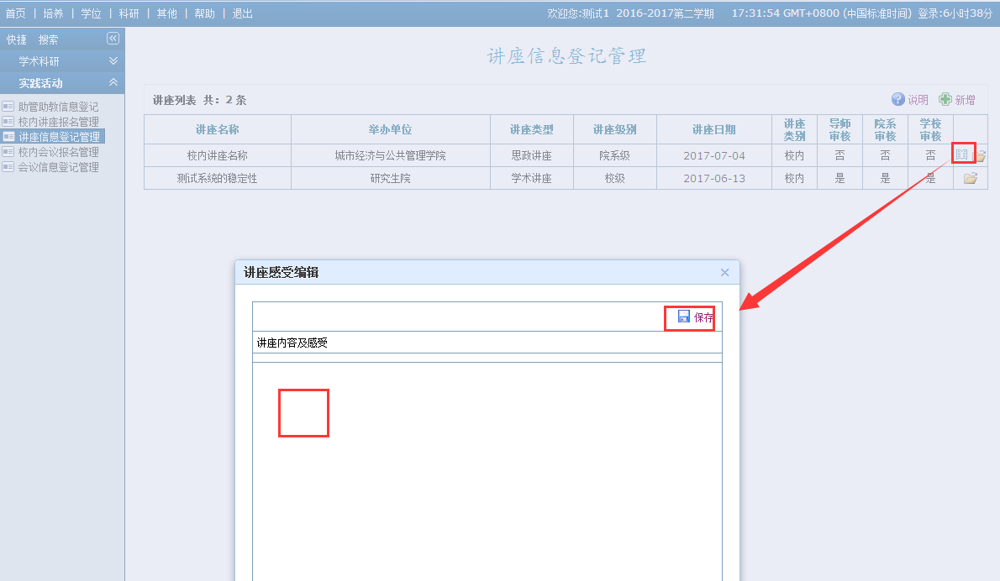 首页 | 培养 | 学位 | 科研 | 其他 | 帮助 | 退出 欢迎您:测试1 2016-2017第二学期 17:31:54 GMT+0800 (中国标准时间) 登录:6小时38分
快捷 搜索
学术科研
实践活动
助管助教信息登记
校内讲座报名管理
讲座信息登记管理
校内会议报名管理
会议信息登记管理
讲座信息登记管理
讲座列表 共: 2 条 说明 新增
讲座名称 举办单位 讲座类型 讲座级别 讲座日期 讲座类别 导师审核 院系审核 学校审核
校内讲座名称 城市经济与公共管理学院 思政讲座 院系级 2017-07-04 校内 否 否 否
测试系统的稳定性 研究生院 学术讲座 校级 2017-06-13 校内 是 是 是
讲座感受编辑
保存
讲座内容及感受